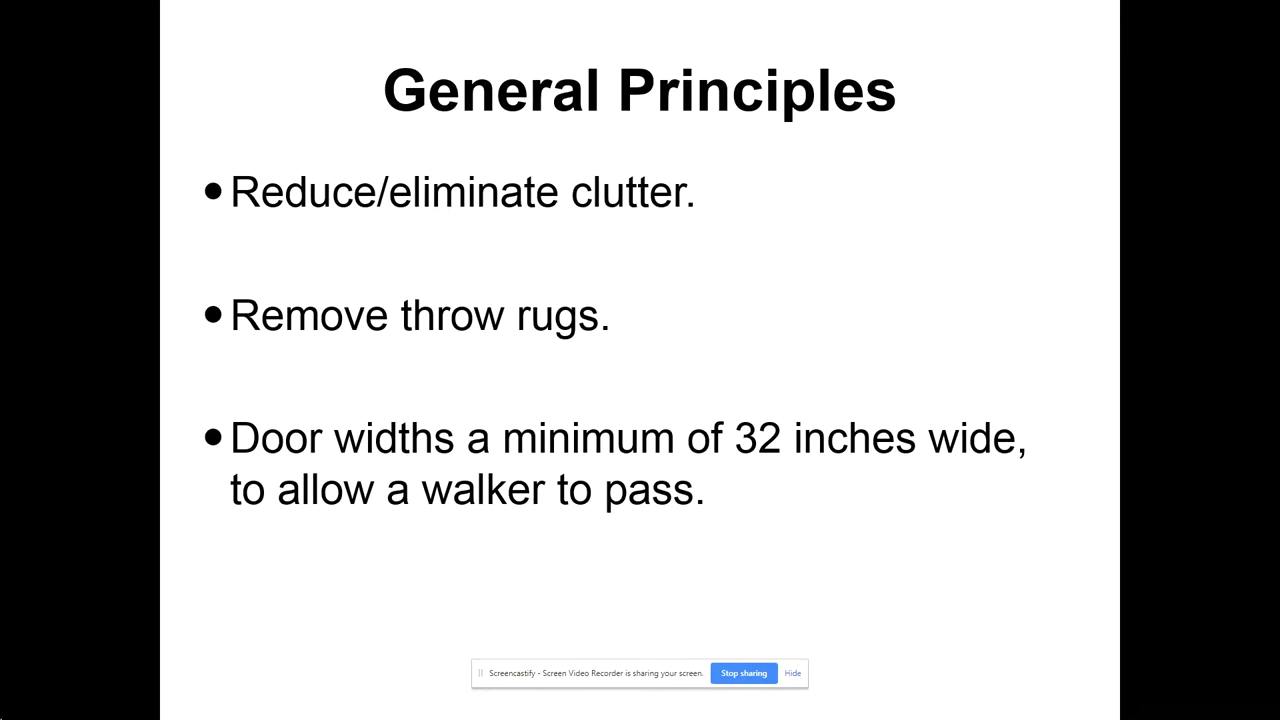 General Principles
•Reduce/eliminate clutter.
•Remove throw rugs.
•Door widths a minimum of 32 inches wide,
to allow a walker to pass.
Screencastify - Screen Video Recorder is sharing your screen. Stop sharing Hide